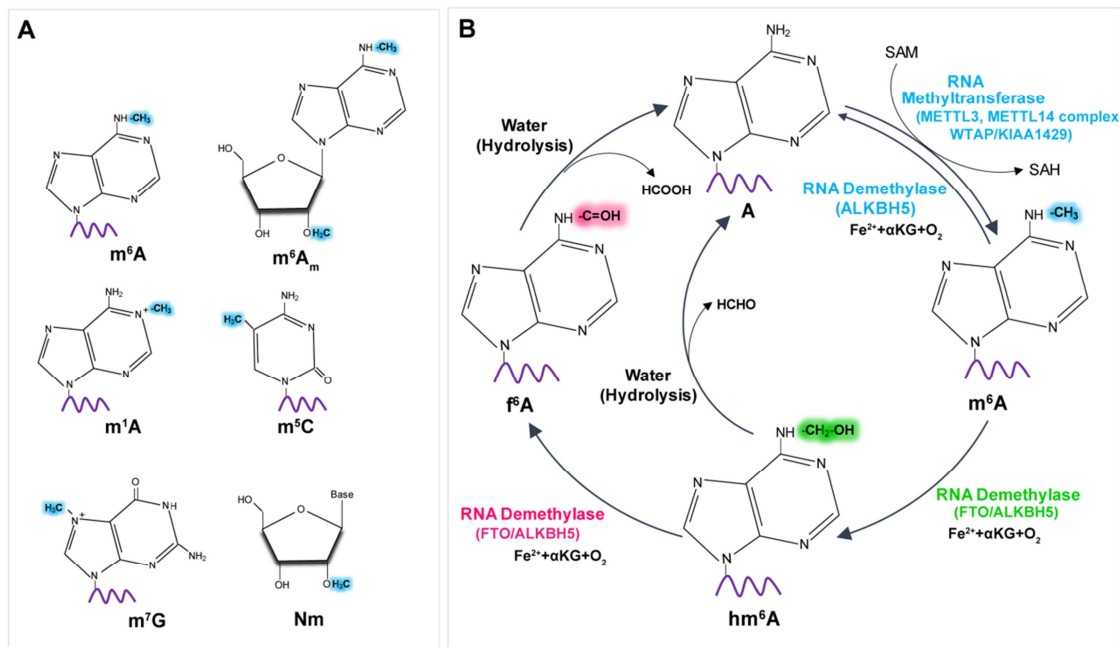 A
NH-CH₃
N
N
N
N
m⁶A
NH-CH₃
N
N
N
N
HO
O
OH
OH₃C
m⁶Aₘ
NH₂
N
N⁺-CH₃
N
N
m¹A
NH₂
H₃C
N
N
O
m⁵C
O
H₃C
N⁺
NH
N
N
NH₂
m⁷G
HO
Base
O
OH
OH₃C
Nm
B
NH₂
N
N
N
N
A
SAM
RNA
Methyltransferase
(METTL3, METTL14 complex
WTAP/KIAA1429)
SAH
RNA Demethylase
(ALKBH5)
Fe²⁺+αKG+O₂
Water
(Hydrolysis)
HCOOH
NH-C=OH
N
N
N
N
f⁶A
NH-CH₃
N
N
N
N
m⁶A
HCHO
Water
(Hydrolysis)
NH-CH₂-OH
N
N
N
N
hm⁶A
RNA Demethylase
(FTO/ALKBH5)
Fe²⁺+αKG+O₂
RNA Demethylase
(FTO/ALKBH5)
Fe²⁺+αKG+O₂